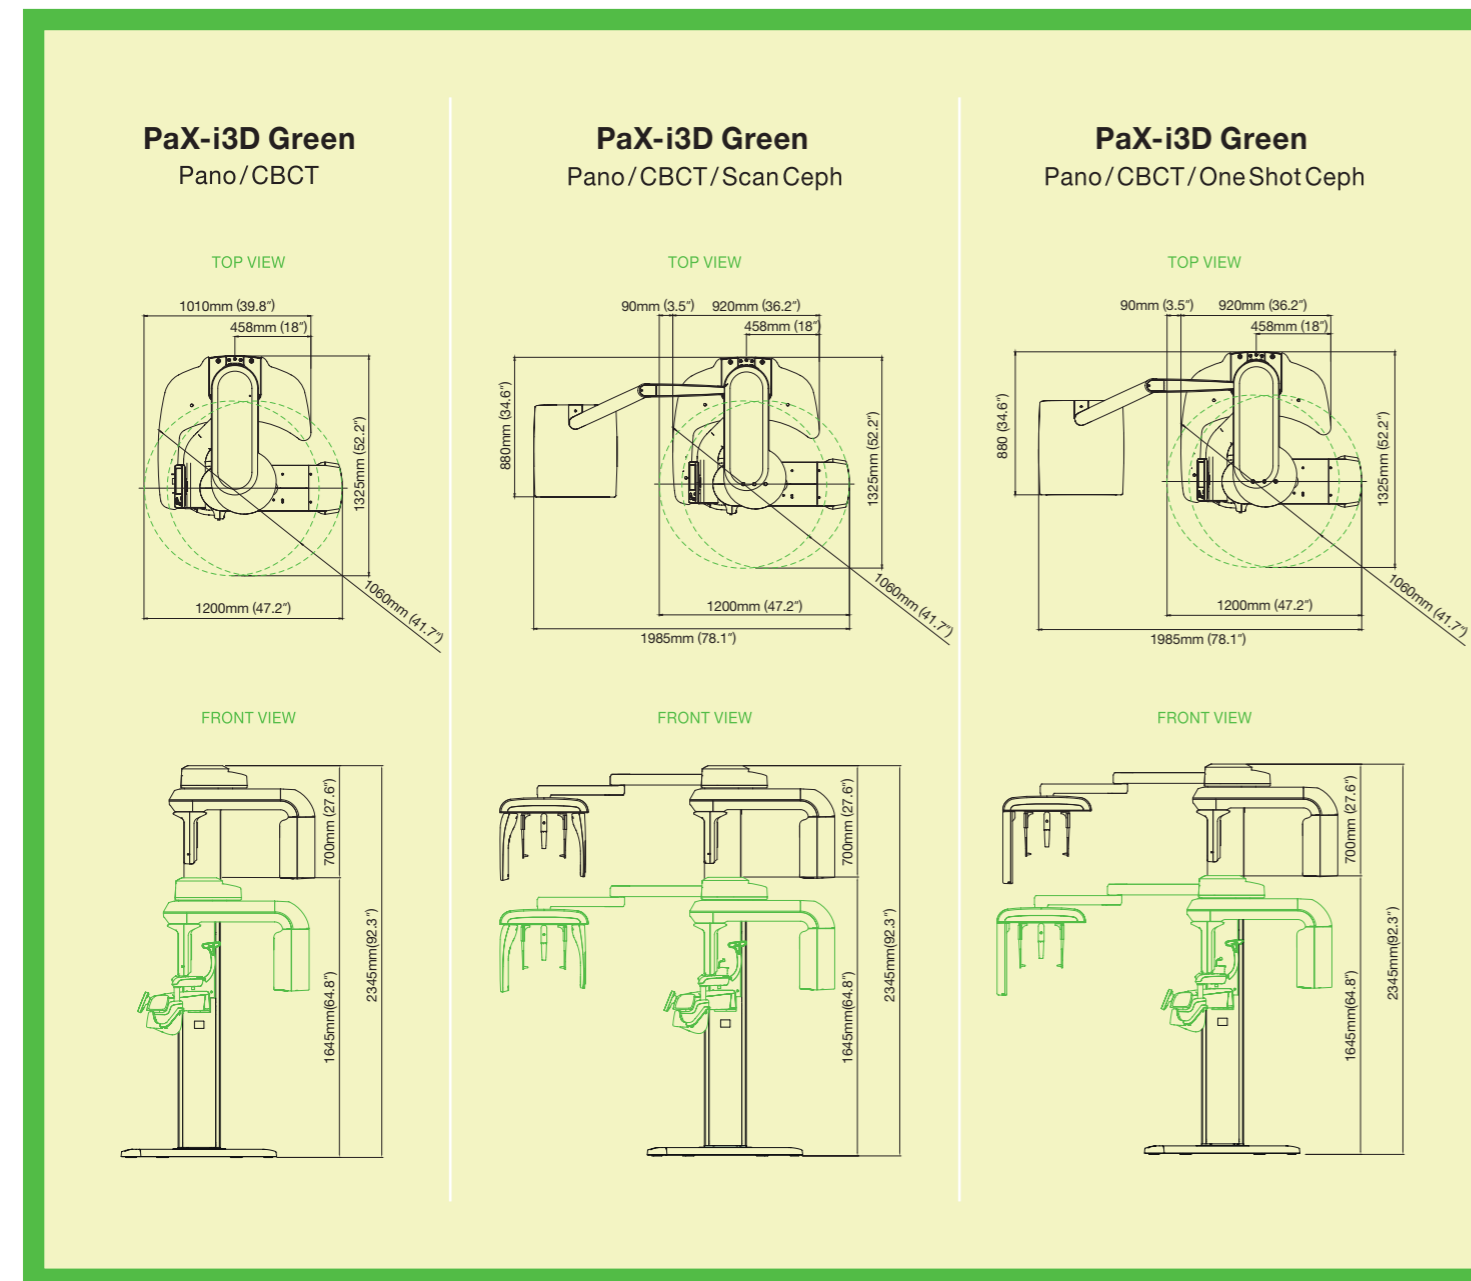 PaX-i3D Green
Pano/CBCT
TOP VIEW
1010mm (39.8")
458mm (18")
1325mm (52.2")
1060mm (41.7")
1200mm (47.2")
FRONT VIEW
700mm (27.6")
2345mm(92.3")
1645mm(64.8")
PaX-i3D Green
Pano/CBCT/Scan Ceph
TOP VIEW
90mm (3.5") 920mm (36.2")
458mm (18")
880mm (34.6")
1325mm (52.2")
1060mm (41.7")
1200mm (47.2")
1985mm (78.1")
FRONT VIEW
700mm (27.6")
2345mm(92.3")
1645mm(64.8")
PaX-i3D Green
Pano/CBCT/One Shot Ceph
TOP VIEW
90mm (3.5") 920mm (36.2")
458mm (18")
880 (34.6")
1325mm (52.2")
1060mm (41.7")
1200mm (47.2")
1985mm (78.1")
FRONT VIEW
700mm (27.6")
2345mm(92.3")
1645mm(64.8")